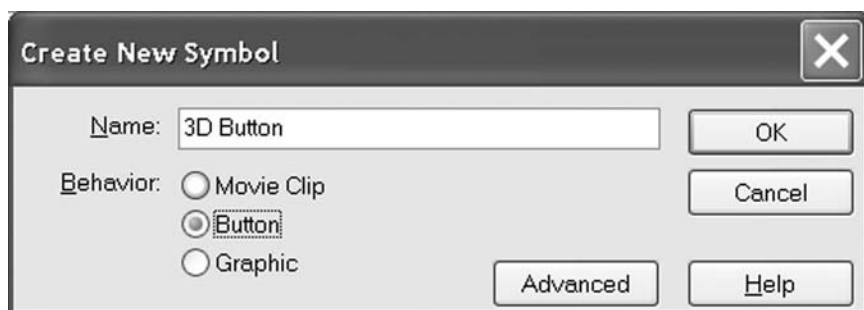 Create New Symbol
Name: 3D Button OK
Behavior: Movie Clip Cancel
Button
Graphic
Advanced Help